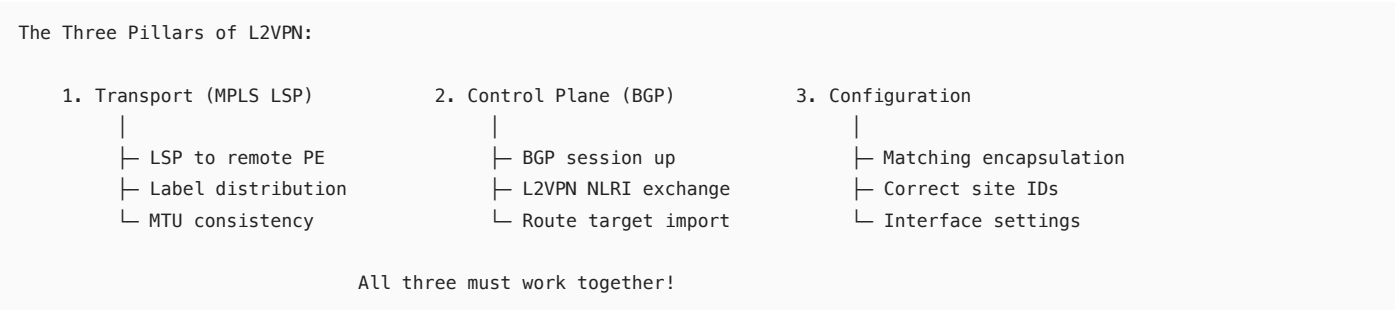 The Three Pillars of L2VPN:
1. Transport (MPLS LSP)    2. Control Plane (BGP)    3. Configuration
├─ LSP to remote PE    ├─ BGP session up    ├─ Matching encapsulation
├─ Label distribution    ├─ L2VPN NLRI exchange    ├─ Correct site IDs
└─ MTU consistency    └─ Route target import    └─ Interface settings
All three must work together!